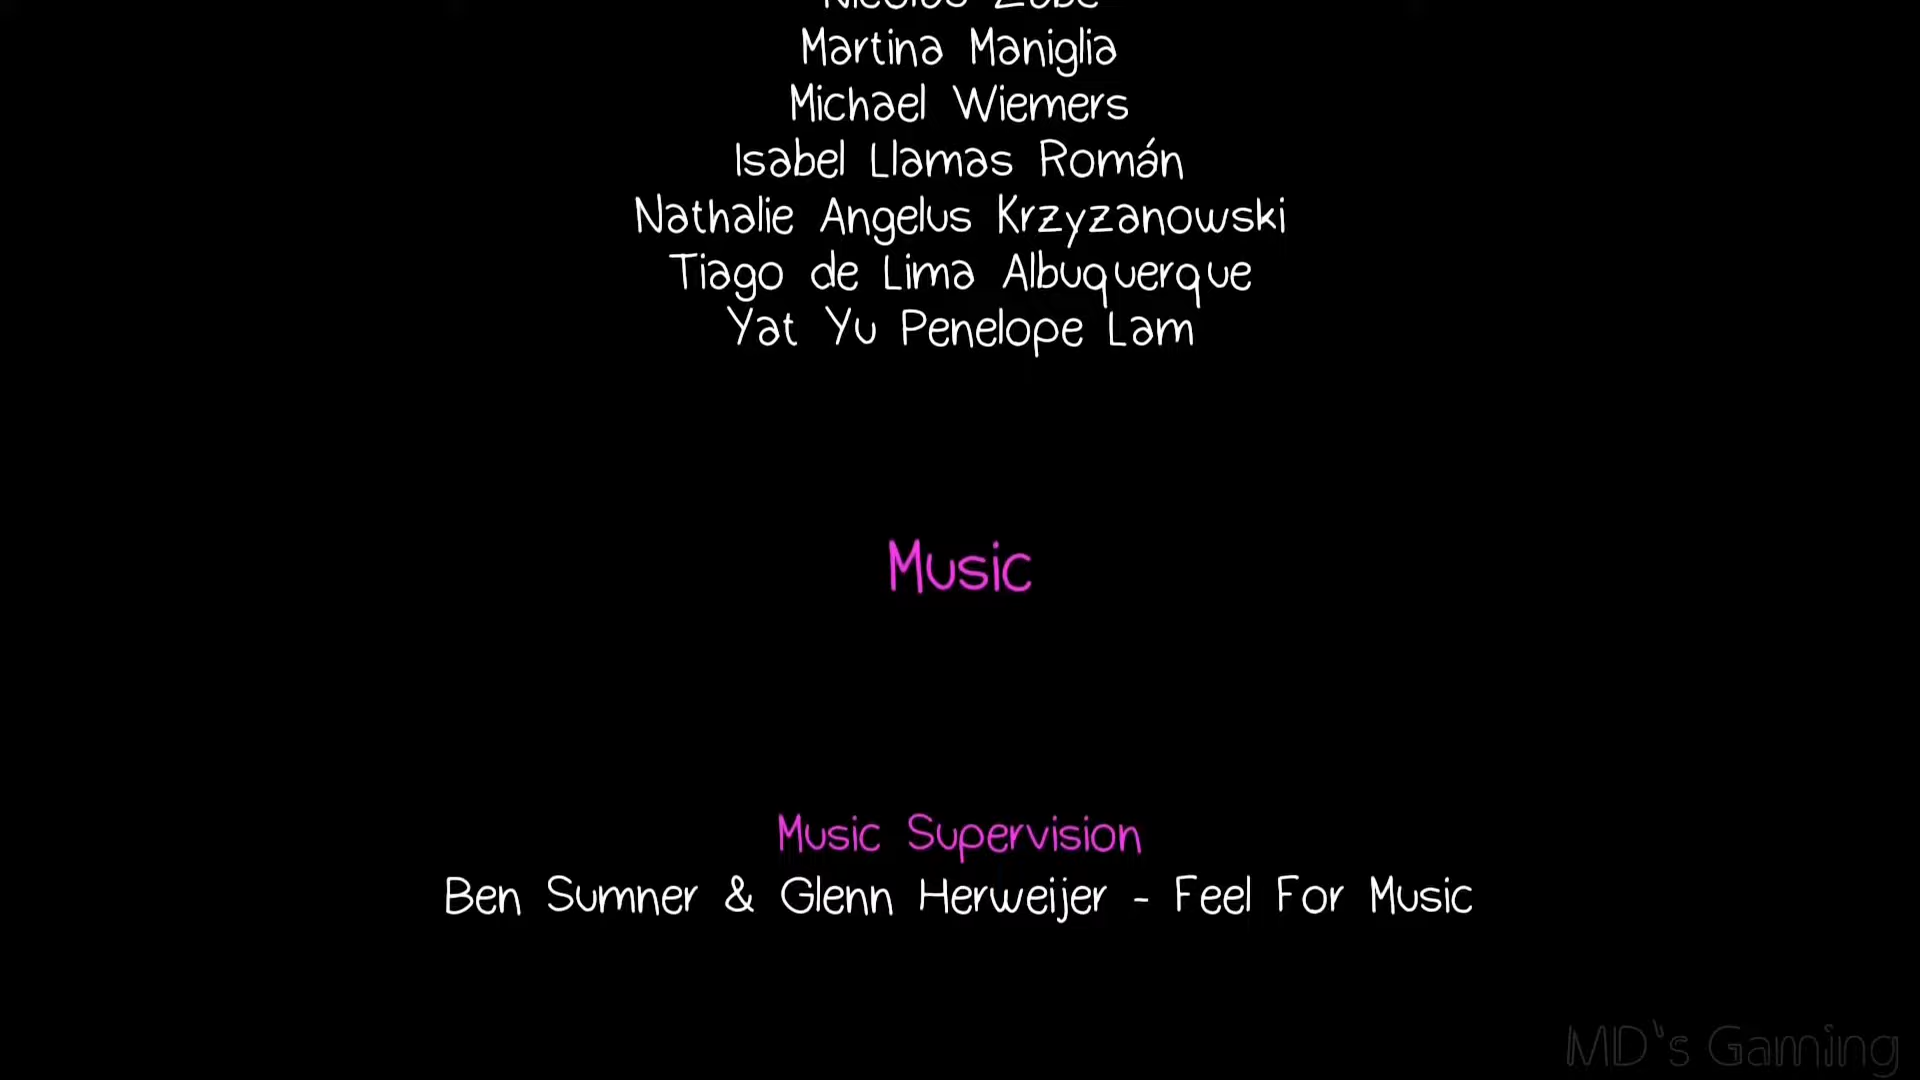 Martina Maniglia
Michael Wiemers
Isabel Llamas Román
Nathalie Angelus Krzyzanowski
Tiago de Lima Albuquerque
Yat Yu Penelope Lam
Music
Music Supervision
Ben Sumner & Glenn Herweijer - Feel For Music
MD's Gaming